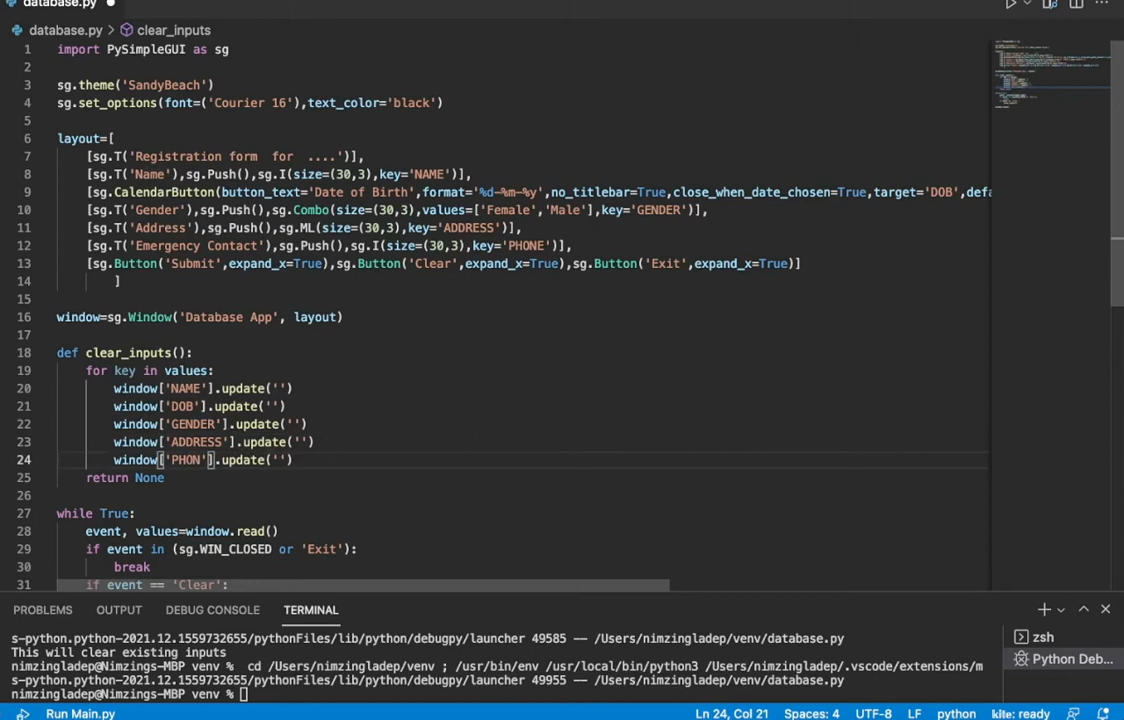 database.py
database.py > clear_inputs
1 import PySimpleGUI as sg
2
3 sg.theme('SandyBeach')
4 sg.set_options(font=('Courier 16'),text_color='black')
5
6 layout=[
7 [sg.T('Registration form  for  ....')],
8 [sg.T('Name'),sg.Push(),sg.I(size=(30,3),key='NAME')],
9 [sg.CalendarButton(button_text='Date of Birth',format='%d-%m-%y',no_titlebar=True,close_when_date_chosen=True,target='DOB',defa
10 [sg.T('Gender'),sg.Push(),sg.Combo(size=(30,3),values=['Female','Male'],key='GENDER')],
11 [sg.T('Address'),sg.Push(),sg.ML(size=(30,3),key='ADDRESS')],
12 [sg.T('Emergency Contact'),sg.Push(),sg.I(size=(30,3),key='PHONE')],
13 [sg.Button('Submit',expand_x=True),sg.Button('Clear',expand_x=True),sg.Button('Exit',expand_x=True)]
14 ]
15
16 window=sg.Window('Database App', layout)
17
18 def clear_inputs():
19 for key in values:
20 window['NAME'].update('')
21 window['DOB'].update('')
22 window['GENDER'].update('')
23 window['ADDRESS'].update('')
24 window['PHON'].update('')
25 return None
26
27 while True:
28 event, values=window.read()
29 if event in (sg.WIN_CLOSED or 'Exit'):
30 break
31 if event == 'Clear':
PROBLEMS OUTPUT DEBUG CONSOLE TERMINAL
s-python.python-2021.12.1559732655/pythonFiles/lib/python/debugpy/launcher 49585 -- /Users/nimzingladep/venv/database.py
This will clear existing inputs
nimzingladep@Nimzings-MBP venv % cd /Users/nimzingladep/venv ; /usr/bin/env /usr/local/bin/python3 /Users/nimzingladep/.vscode/extensions/m
s-python.python-2021.12.1559732655/pythonFiles/lib/python/debugpy/launcher 49955 -- /Users/nimzingladep/venv/database.py
nimzingladep@Nimzings-MBP venv %
zsh
Python Deb...
Run Main.py Ln 24, Col 21 Spaces: 4 UTF-8 LF python kite: ready